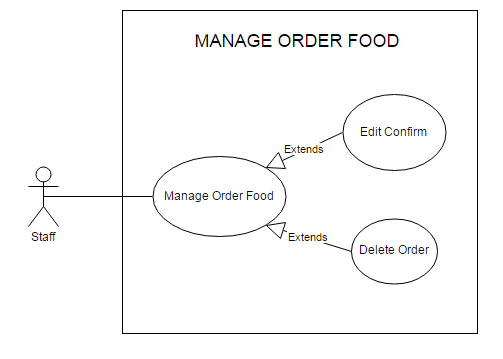 MANAGE ORDER FOOD
Edit Confirm
Extends
Manage Order Food
Staff
Extends
Delete Order